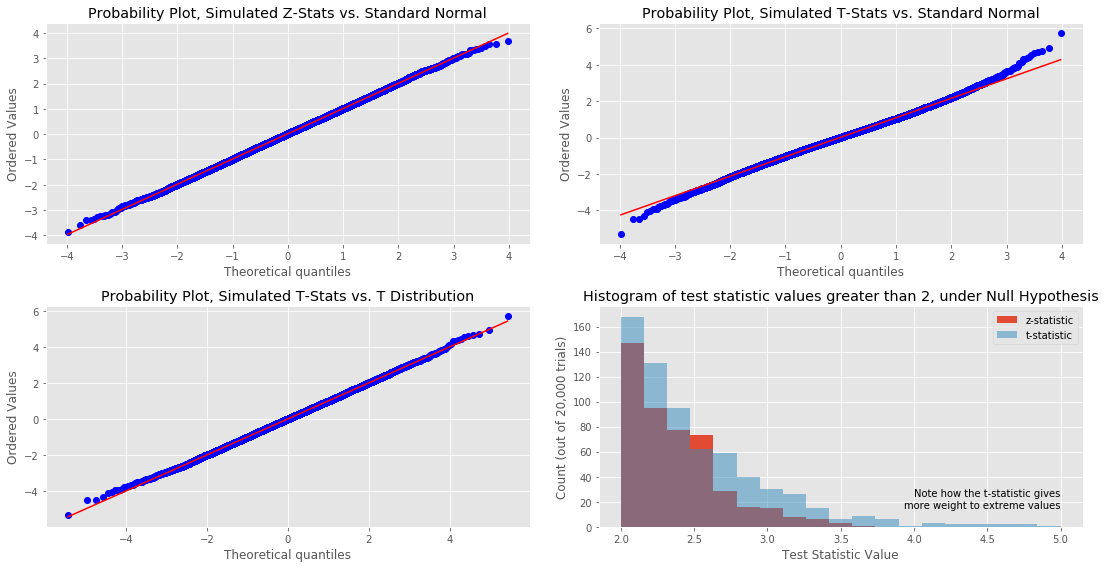 Probability Plot, Simulated Z-Stats vs. Standard Normal
4
3
2
1
0
−1
−2
−3
−4
Ordered Values
−4 −3 −2 −1 0 1 2 3 4
Theoretical quantiles
Probability Plot, Simulated T-Stats vs. Standard Normal
6
4
2
0
−2
−4
Ordered Values
−4 −3 −2 −1 0 1 2 3 4
Theoretical quantiles
Probability Plot, Simulated T-Stats vs. T Distribution
6
4
2
0
−2
−4
Ordered Values
−4 −2 0 2 4
Theoretical quantiles
Histogram of test statistic values greater than 2, under Null Hypothesis
z-statistic
t-statistic
160
140
120
100
80
60
40
20
0
Count (out of 20,000 trials)
Note how the t-statistic gives
more weight to extreme values
2.0 2.5 3.0 3.5 4.0 4.5 5.0
Test Statistic Value